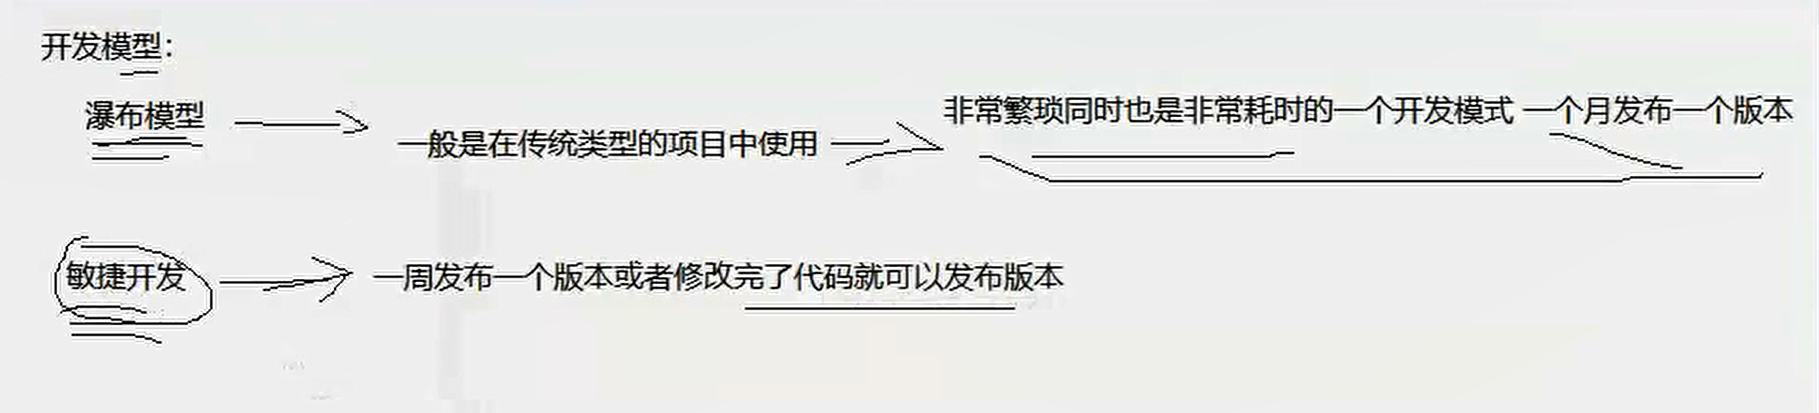 开发模型：
瀑布模型
一般是在传统类型的项目中使用
非常繁琐同时也是非常耗时的一个开发模式 一个月发布一个版本
敏捷开发
一周发布一个版本或者修改完了代码就可以发布版本